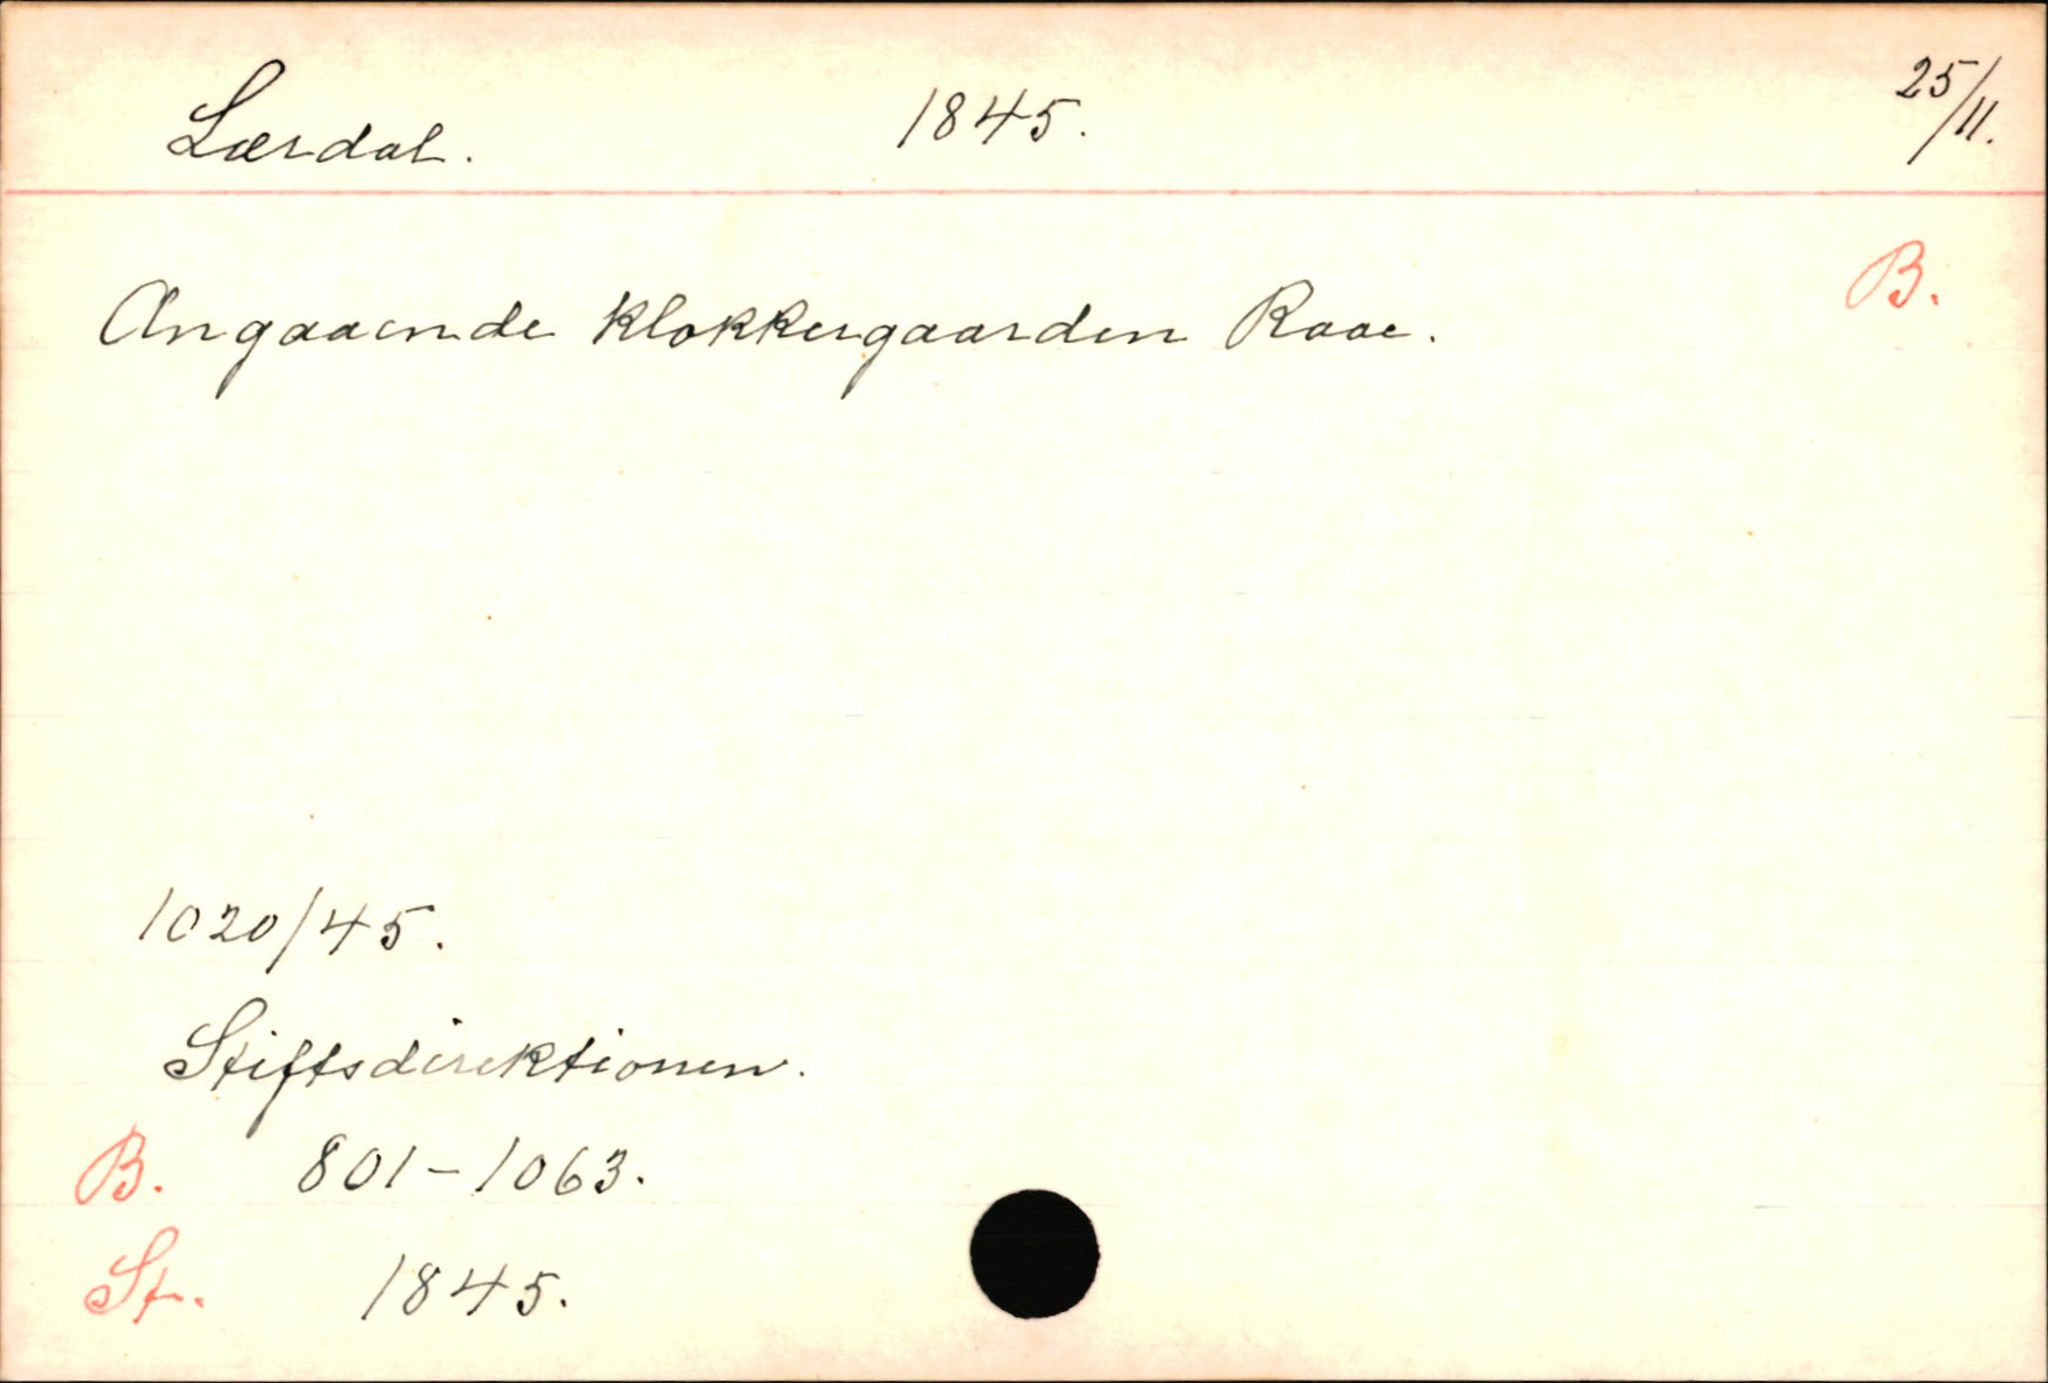 Lærdal. 1845. 25/11.
B.
Angaaende klokkergaarden Raae.
1020/45.
Stiftsdirektionen.
B. 801-1063.
St. 1845.